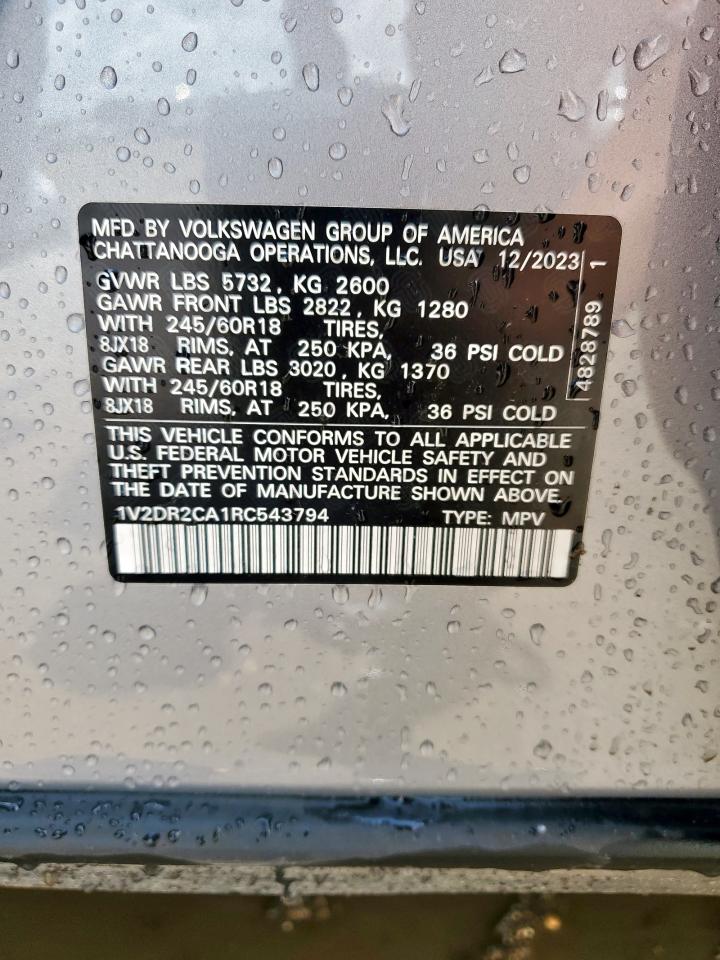 MFD BY VOLKSWAGEN GROUP OF AMERICA
CHATTANOOGA OPERATIONS, LLC. USA 12/2023
GVWR LBS 5732, KG 2600
GAWR FRONT LBS 2822, KG 1280
WITH 245/60R18 TIRES,
8JX18 RIMS, AT 250 KPA, 36 PSI COLD
GAWR REAR LBS 3020, KG 1370
WITH 245/60R18 TIRES,
8JX18 RIMS, AT 250 KPA, 36 PSI COLD
4828789 1
THIS VEHICLE CONFORMS TO ALL APPLICABLE
U.S. FEDERAL MOTOR VEHICLE SAFETY AND
THEFT PREVENTION STANDARDS IN EFFECT ON
THE DATE OF MANUFACTURE SHOWN ABOVE.
1V2DR2CA1RC543794 TYPE: MPV